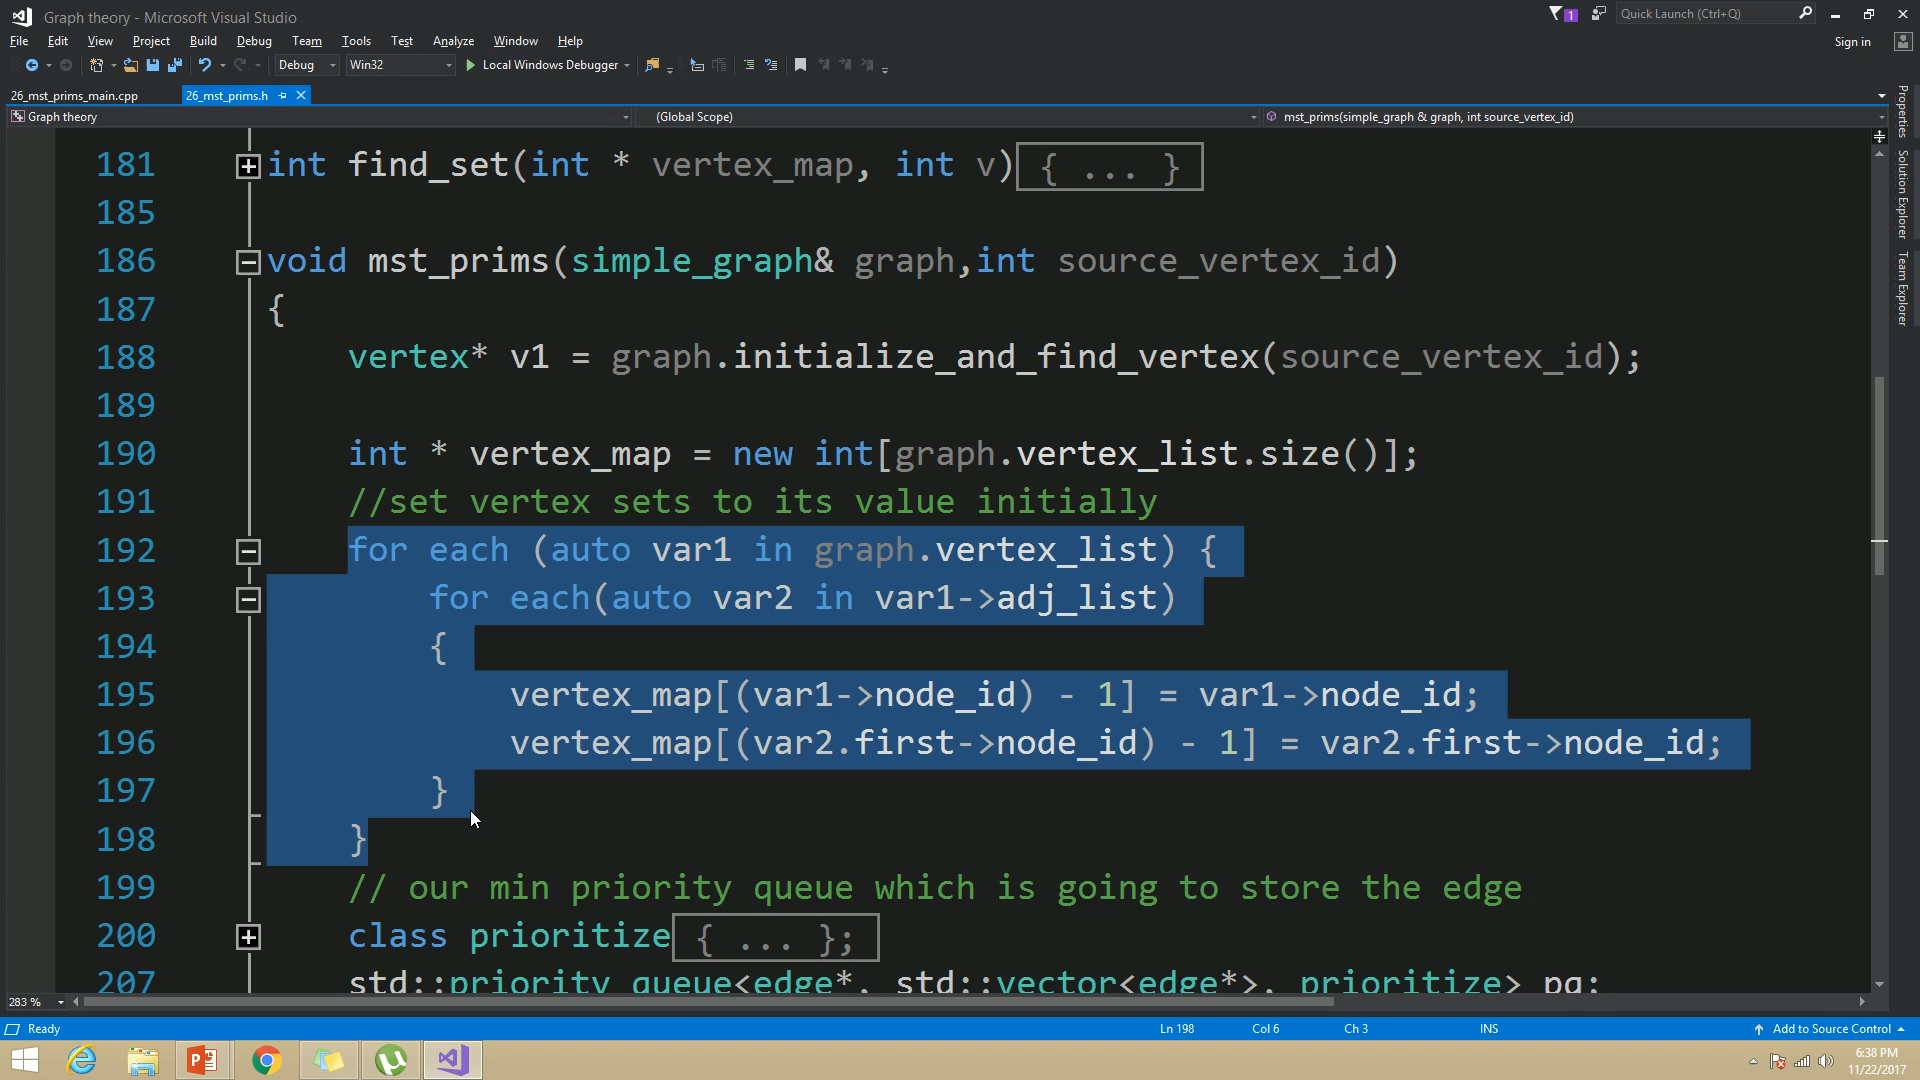 Graph theory - Microsoft Visual Studio
1
Quick Launch (Ctrl+Q)
File Edit View Project Build Debug Team Tools Test Analyze Window Help
Sign in
Debug Win32 Local Windows Debugger
26_mst_prims_main.cpp 26_mst_prims.h
Graph theory (Global Scope) mst_prims(simple_graph & graph, int source_vertex_id)
Properties
Solution Explorer
Team Explorer
181 int find_set(int * vertex_map, int v){ ... }
185
186 void mst_prims(simple_graph& graph,int source_vertex_id)
187 {
188 vertex* v1 = graph.initialize_and_find_vertex(source_vertex_id);
189
190 int * vertex_map = new int[graph.vertex_list.size()];
191 //set vertex sets to its value initially
192 for each (auto var1 in graph.vertex_list) {
193 for each(auto var2 in var1->adj_list)
194 {
195 vertex_map[(var1->node_id) - 1] = var1->node_id;
196 vertex_map[(var2.first->node_id) - 1] = var2.first->node_id;
197 }
198 }
199 // our min priority queue which is going to store the edge
200 class prioritize{ ... };
207 std::priority_queue<edge*, std::vector<edge*>, prioritize> pq;
283 %
Ready Ln 198 Col 6 Ch 3 INS Add to Source Control
6:38 PM
11/22/2017